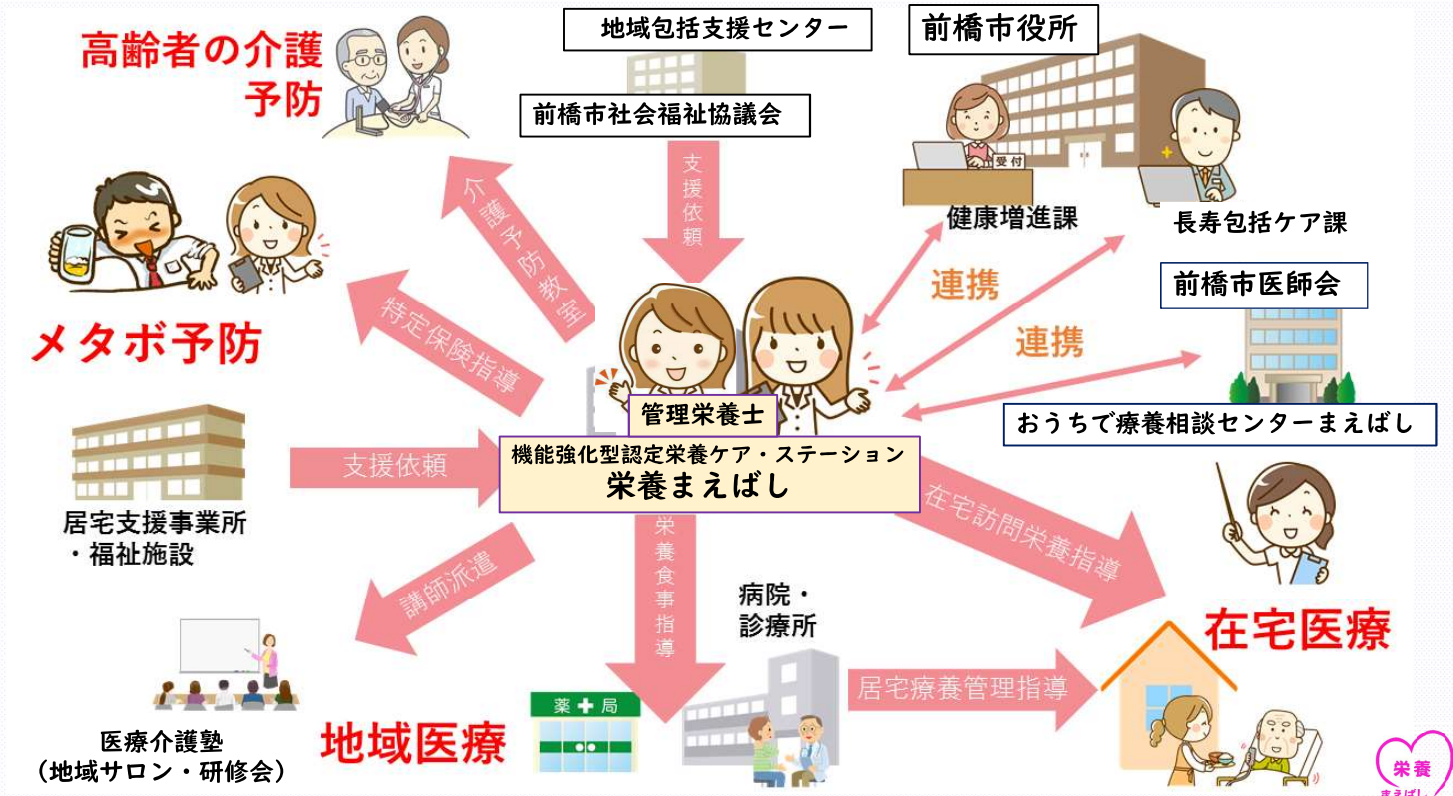 高齢者の介護
予防
地域包括支援センター
前橋市社会福祉協議会
前橋市役所
受付
健康増進課
長寿包括ケア課
支援依頼
介護予防教室
特定保険指導
メタボ予防
連携
連携
前橋市医師会
おうちで療養相談センターまえばし
管理栄養士
機能強化型認定栄養ケア・ステーション
栄養まえばし
支援依頼
居宅支援事業所
・福祉施設
講師派遣
栄養食事指導
在宅訪問栄養指導
病院・
診療所
在宅医療
居宅療養管理指導
薬局
地域医療
医療介護塾
（地域サロン・研修会）
栄養
まえばし